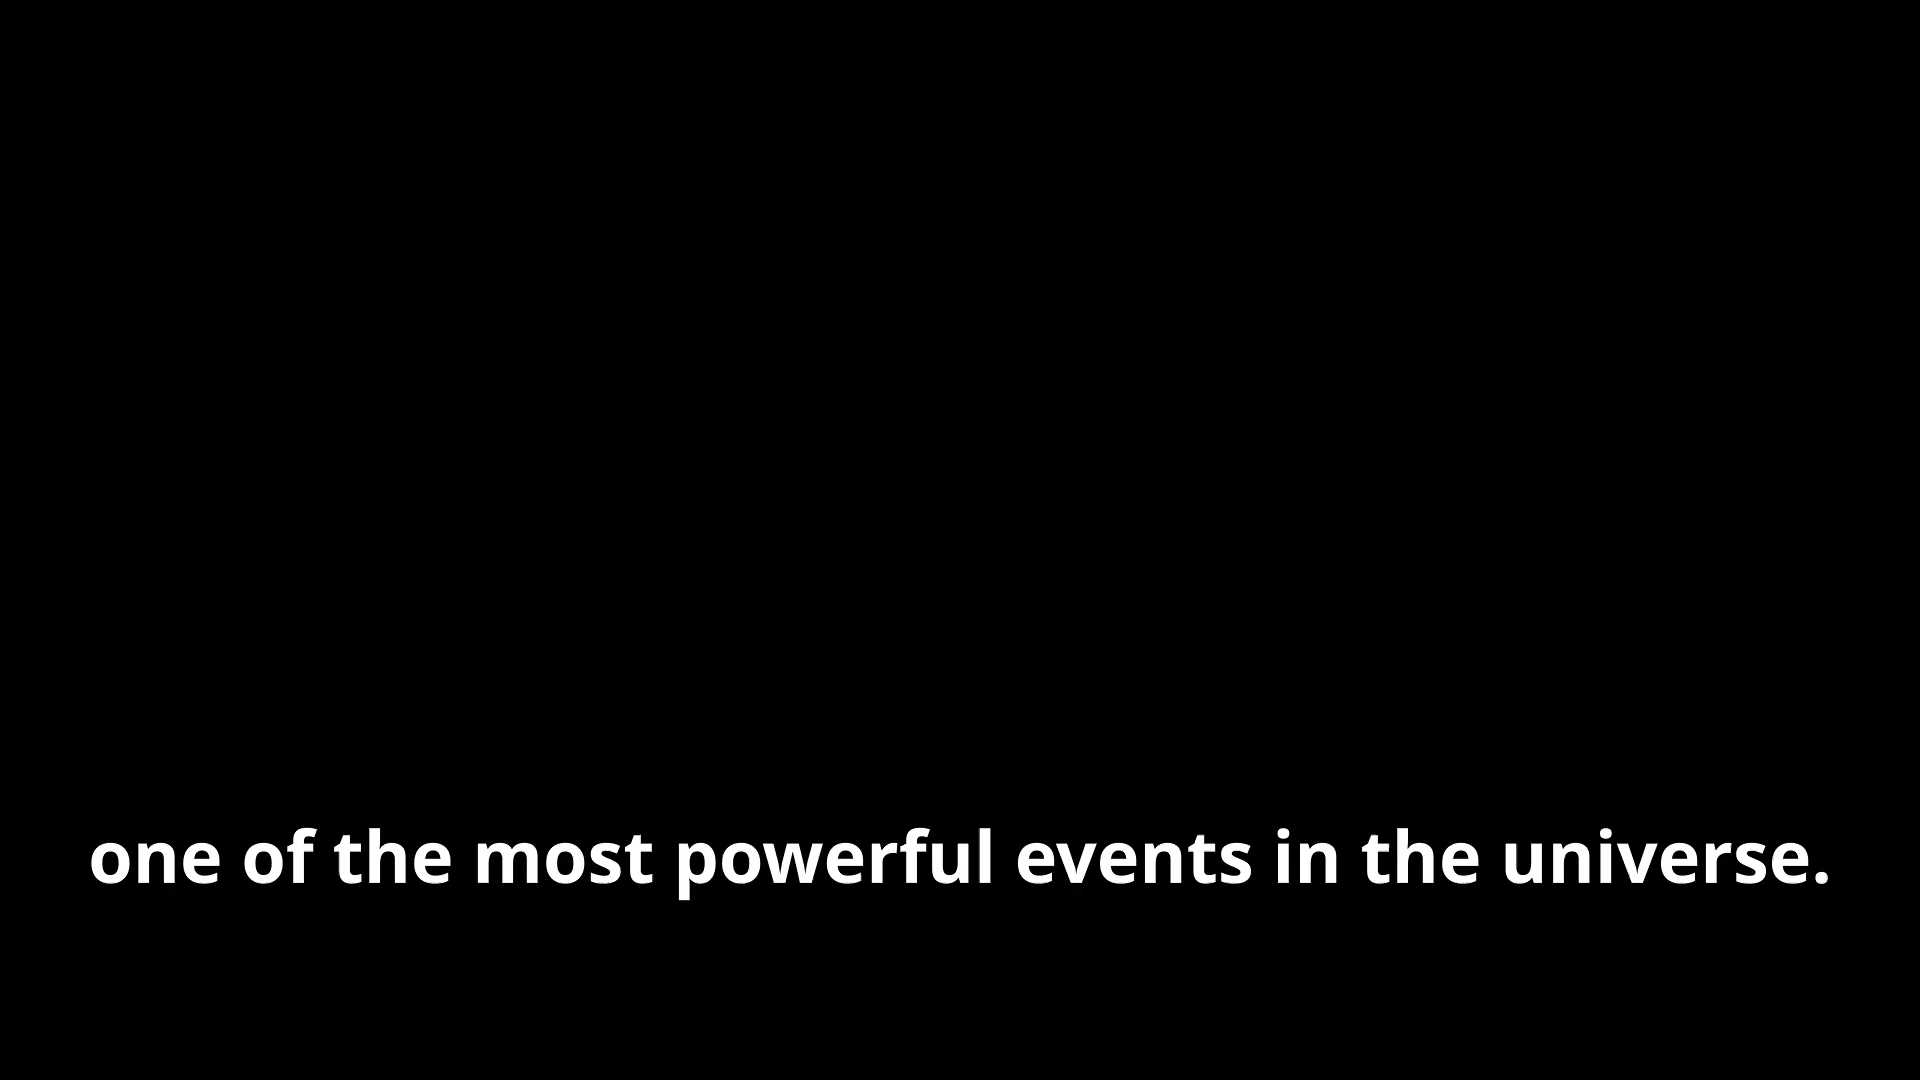 one of the most powerful events in the universe.